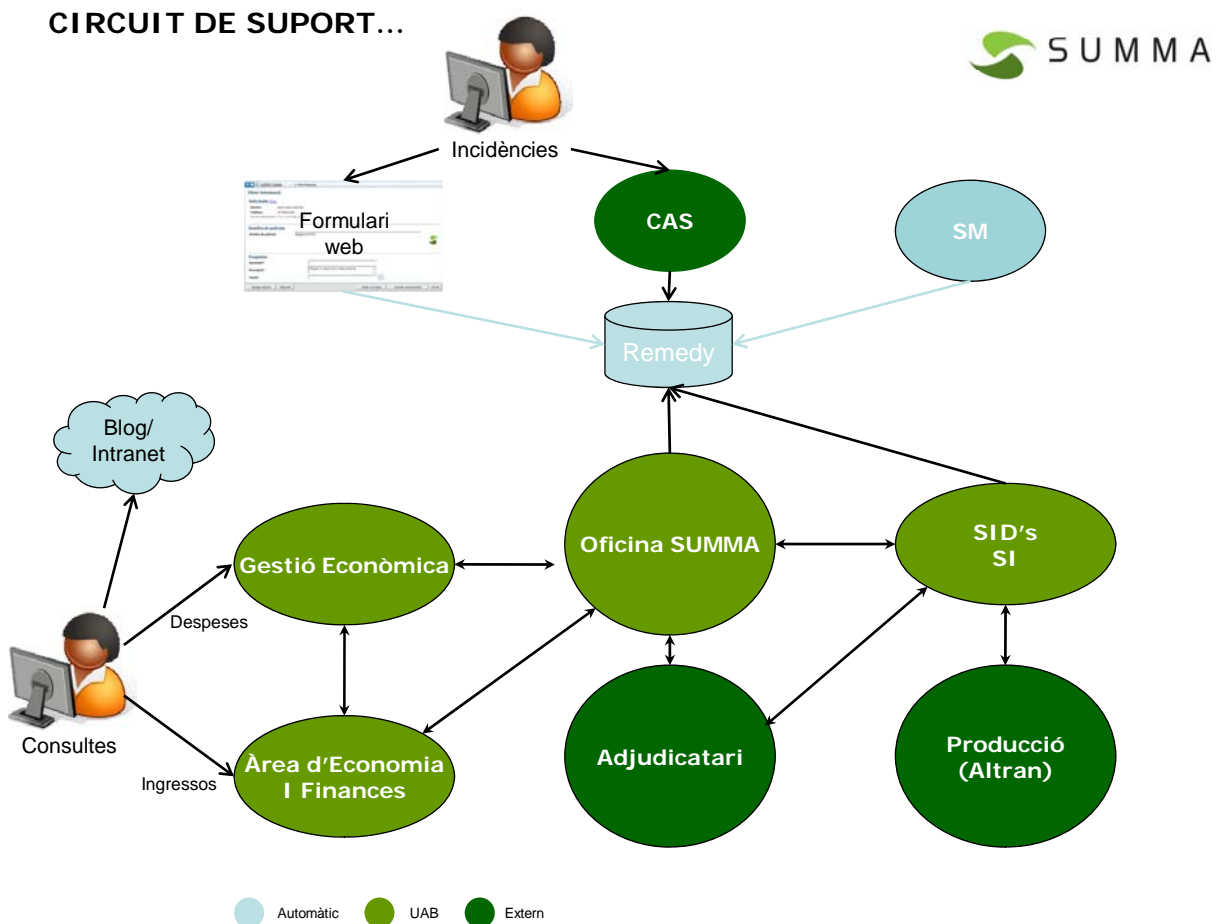 CIRCUIT DE SUPORT...
SUMMA
Incidències
Formulari
web
CAS
SM
Remedy
Blog/
Intranet
Gestió Econòmica
Oficina SUMMA
SID's
SI
Despeses
Consultes
Ingressos
Àrea d'Economia
I Finances
Adjudicatari
Producció
(Altran)
Automàtic
UAB
Extern